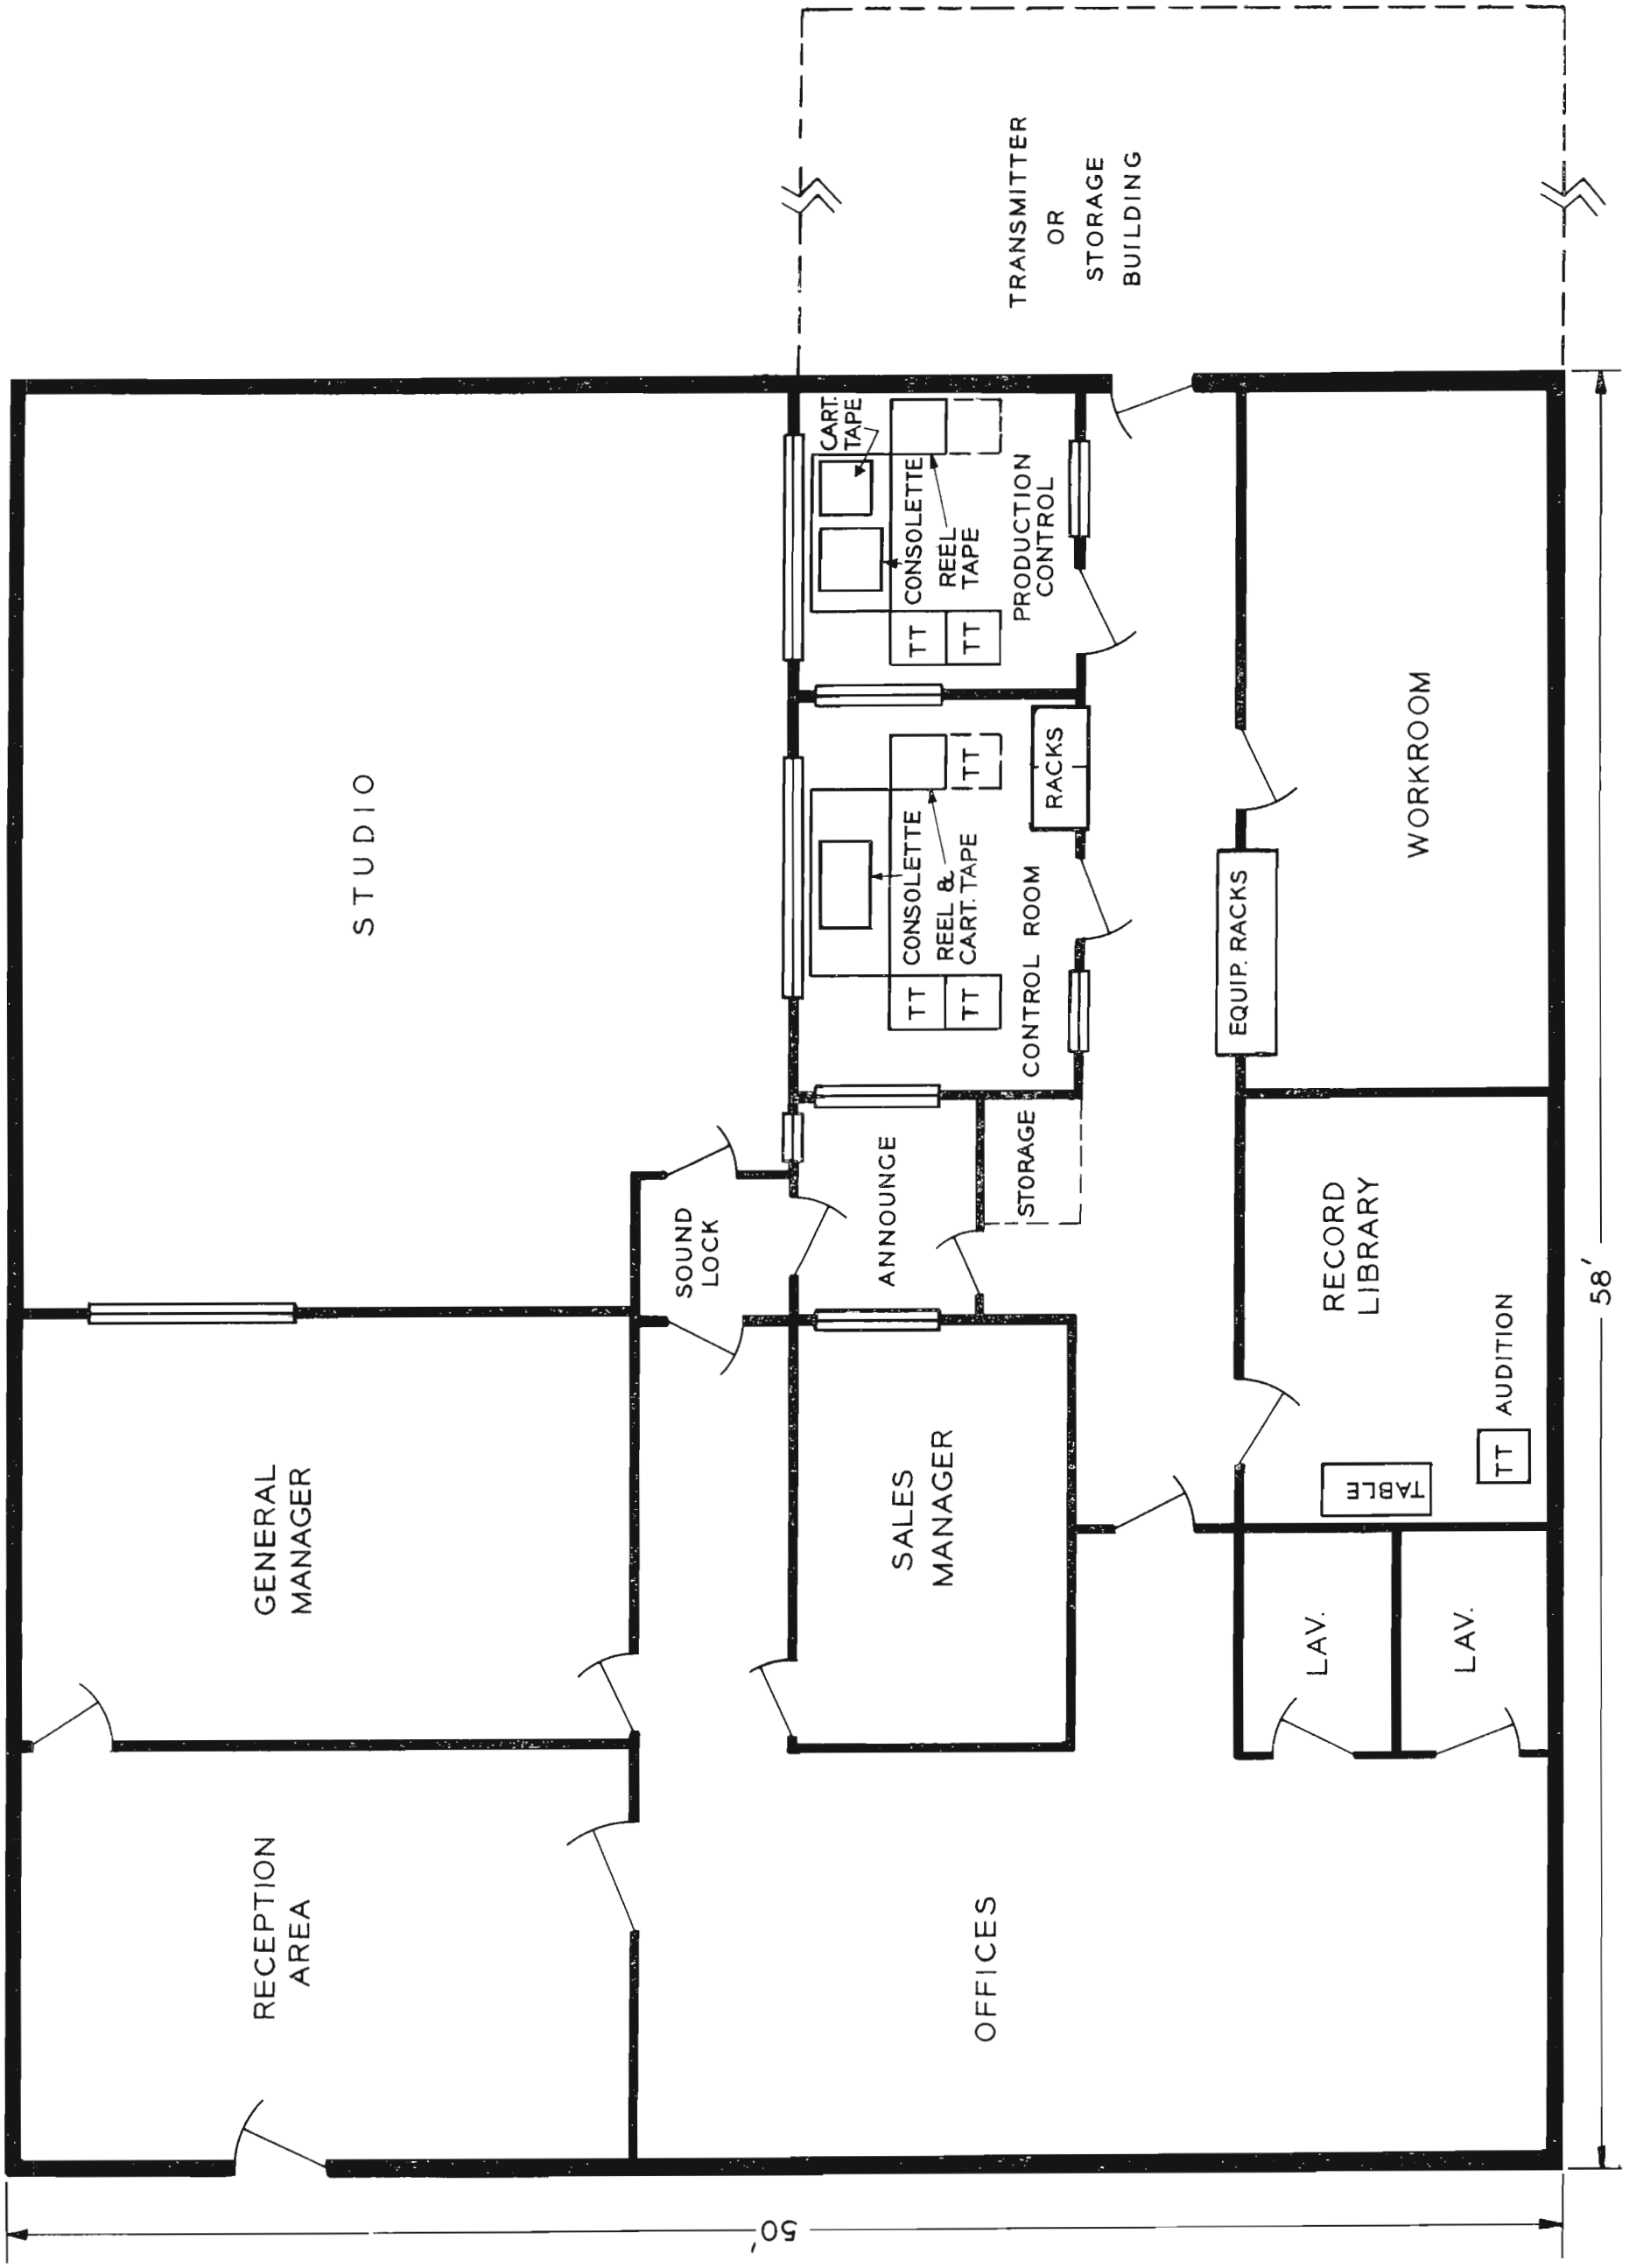 RECEPTION
AREA
GENERAL
MANAGER
STUDIO
SOUND
LOCK
OFFICES
SALES
MANAGER
ANNOUNCE
STORAGE
CONTROL ROOM
TT
TT
CONSOLETTE
REEL &
CART. TAPE
TT
RACKS
PRODUCTION
CONTROL
TT
TT
CONSOLETTE
REEL
TAPE
CART.
TAPE
LAV.
LAV.
TABLE
TT
AUDITION
RECORD
LIBRARY
EQUIP. RACKS
WORKROOM
TRANSMITTER
OR
STORAGE
BUILDING
50'
58'